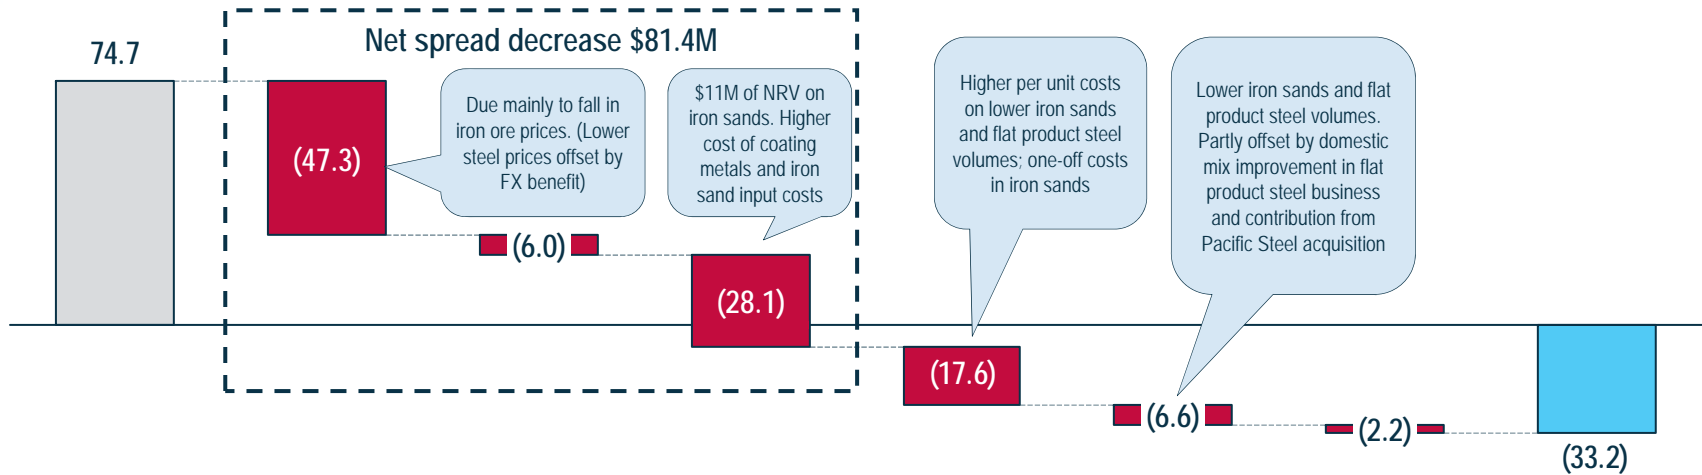 74.7
Net spread decrease $81.4M
(47.3)
Due mainly to fall in
iron ore prices. (Lower
steel prices offset by
FX benefit)
(6.0)
$11M of NRV on
iron sands. Higher
cost of coating
metals and iron
sand input costs
(28.1)
Higher per unit costs
on lower iron sands
and flat product steel
volumes; one-off costs
in iron sands
(17.6)
Lower iron sands and flat
product steel volumes.
Partly offset by domestic
mix improvement in flat
product steel business
and contribution from
Pacific Steel acquisition
(6.6)
(2.2)
(33.2)